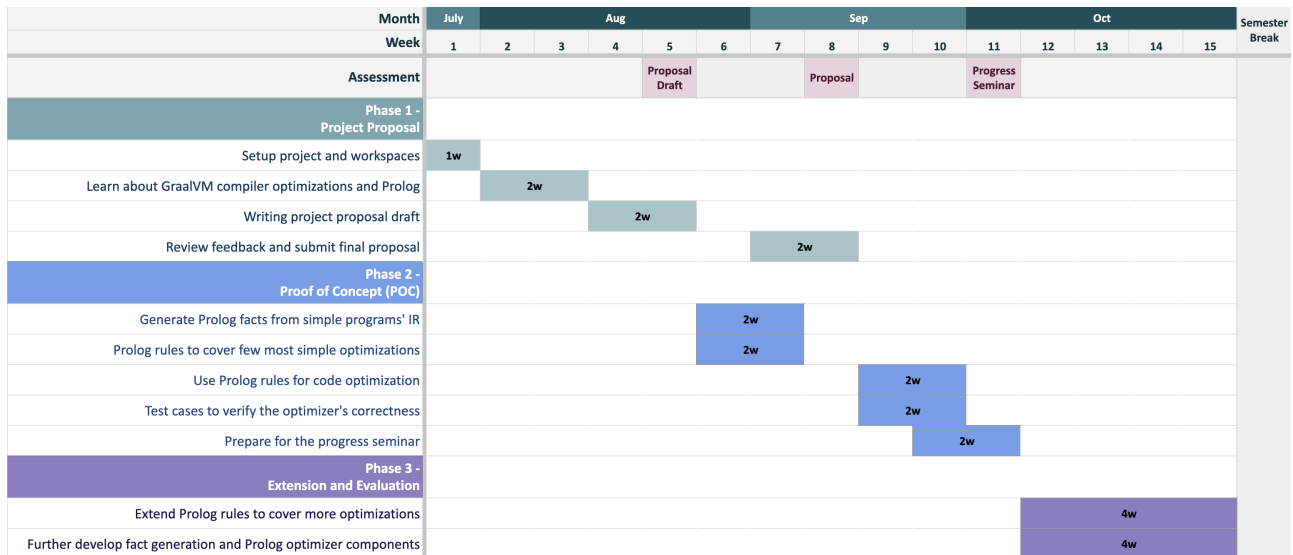 Month July Aug Sep Oct Semester
Break
Week 1 2 3 4 5 6 7 8 9 10 11 12 13 14 15
Assessment Proposal
Draft Proposal Progress
Seminar
Phase 1 -
Project Proposal
Setup project and workspaces 1w
Learn about GraalVM compiler optimizations and Prolog 2w
Writing project proposal draft 2w
Review feedback and submit final proposal 2w
Phase 2 -
Proof of Concept (POC)
Generate Prolog facts from simple programs' IR 2w
Prolog rules to cover few most simple optimizations 2w
Use Prolog rules for code optimization 2w
Test cases to verify the optimizer's correctness 2w
Prepare for the progress seminar 2w
Phase 3 -
Extension and Evaluation
Extend Prolog rules to cover more optimizations 4w
Further develop fact generation and Prolog optimizer components 4w